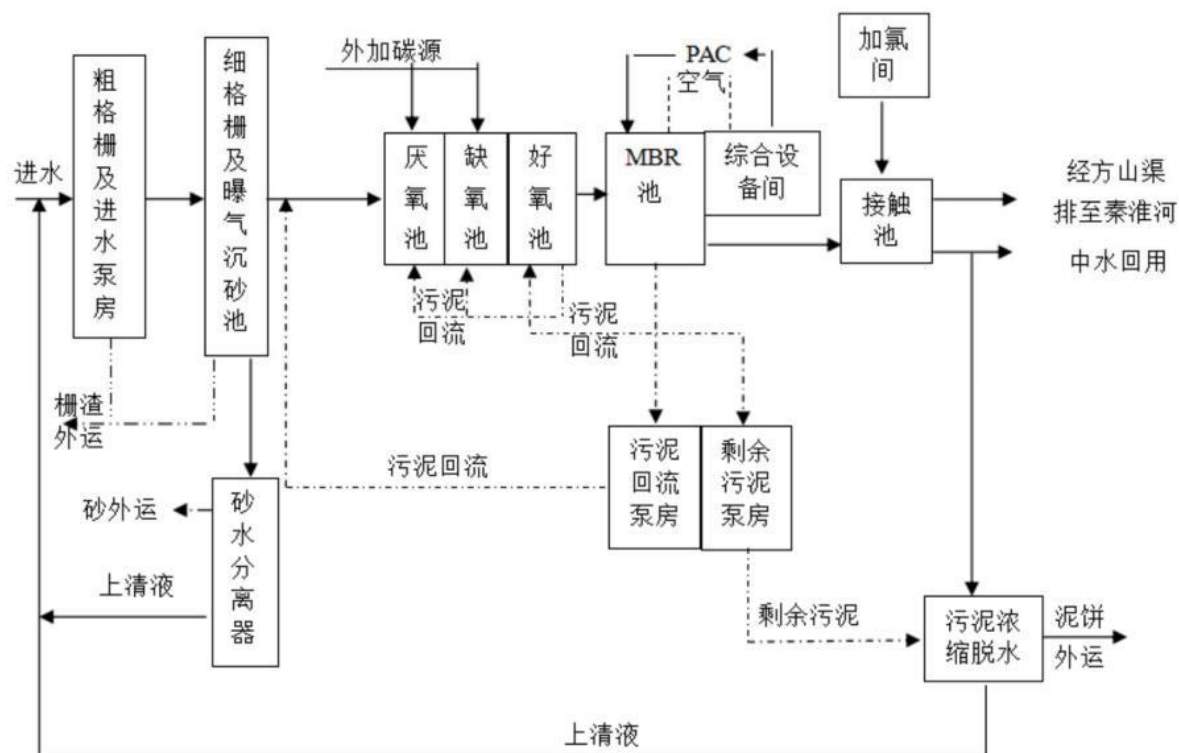 进水
粗格栅及进水泵房
细格栅及曝气沉砂池
外加碳源
厌氧池
缺氧池
好氧池
PAC
空气
MBR
池
综合设
备间
加氯
间
接触
池
经方山渠
排至秦淮河
中水回用
污泥
回流
污泥
回流
栅渣
外运
污泥回流
污泥
回流
泵房
剩余
污泥
泵房
砂外运
砂水分离器
上清液
剩余污泥
污泥浓
缩脱水
泥饼
外运
上清液